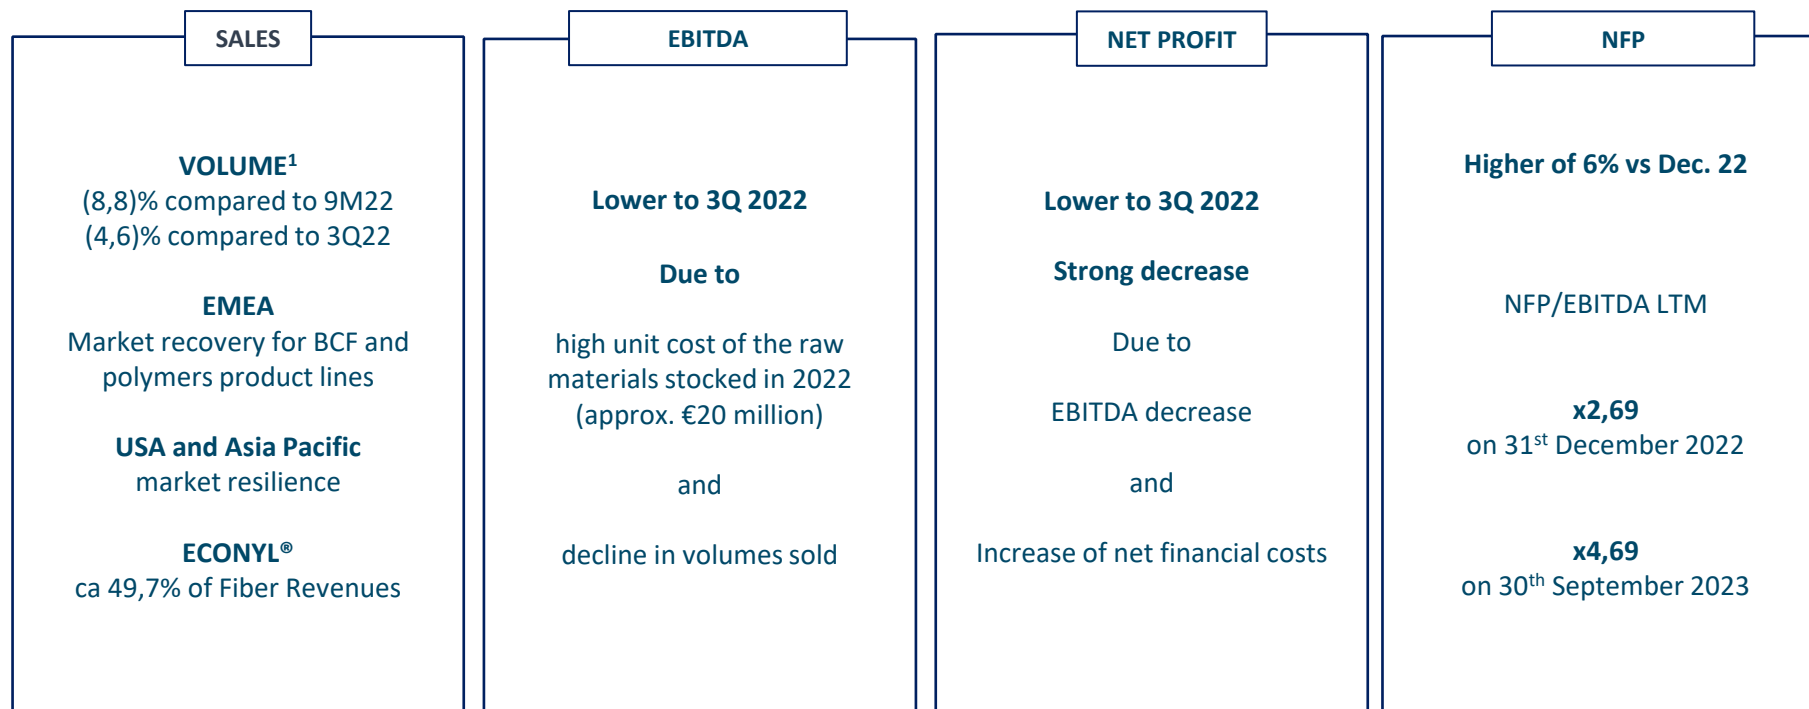 SALES
VOLUME¹
(8,8)% compared to 9M22
(4,6)% compared to 3Q22
EMEA
Market recovery for BCF and
polymers product lines
USA and Asia Pacific
market resilience
ECONYL®
ca 49,7% of Fiber Revenues
EBITDA
Lower to 3Q 2022
Due to
high unit cost of the raw
materials stocked in 2022
(approx. €20 million)
and
decline in volumes sold
NET PROFIT
Lower to 3Q 2022
Strong decrease
Due to
EBITDA decrease
and
Increase of net financial costs
NFP
Higher of 6% vs Dec. 22
NFP/EBITDA LTM
x2,69
on 31st December 2022
x4,69
on 30th September 2023